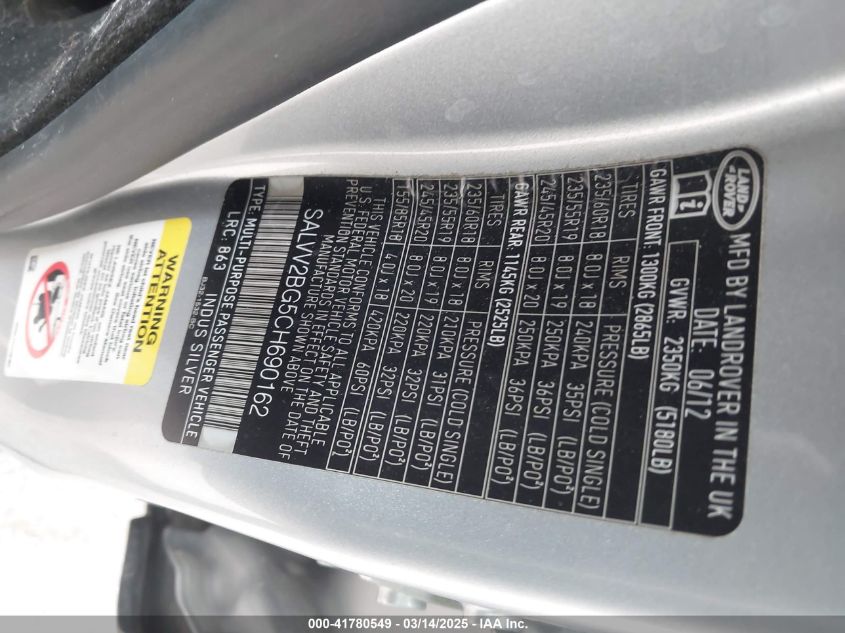 LAND
ROVER
i
MFD BY LANDROVER IN THE UK
DATE: 06/12
GVWR: 2350KG (5180LB)
GAWR FRONT: 1300KG (2865LB)
TIRES RIMS PRESSURE (COLD SINGLE)
235/60R18 8.0J x 18 240KPA 35PSI (LB/PO²)
235/55R19 8.0J x 19 250KPA 36PSI (LB/PO²)
245/45R20 8.0J x 20 250KPA 36PSI (LB/PO²)
GAWR REAR: 1145KG (2525LB)
TIRES RIMS PRESSURE (COLD SINGLE)
235/60R18 8.0J x 18 210KPA 31PSI (LB/PO²)
235/55R19 8.0J x 19 220KPA 32PSI (LB/PO²)
245/45R20 8.0J x 20 220KPA 32PSI (LB/PO²)
T155/85R18 4.0J x 18 420KPA 60PSI (LB/PO²)
THIS VEHICLE CONFORMS TO ALL APPLICABLE
U.S. FEDERAL MOTOR VEHICLE SAFETY AND THEFT
PREVENTION STANDARDS IN EFFECT ON THE DATE OF
MANUFACTURE SHOWN ABOVE
SALVV2BG5CH690162
TYPE: MULTI-PURPOSE PASSENGER VEHICLE
LRC: 863 INDUS SILVER
WARNING
ATTENTION
000-41780549 - 03/14/2025 - IAA Inc.